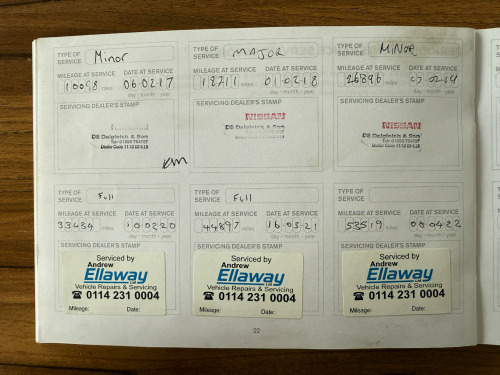 TYPE OF SERVICE Minor
MILEAGE AT SERVICE DATE AT SERVICE
10098 miles 06-02-17
day - month - year
SERVICING DEALER'S STAMP
DS Dalgleish & Son
TYPE OF SERVICE MAJOR
MILEAGE AT SERVICE DATE AT SERVICE
18711 miles 01-02-18
day - month - year
SERVICING DEALER'S STAMP
NISSAN
DS Dalgleish & Son
TYPE OF SERVICE MINOR
MILEAGE AT SERVICE DATE AT SERVICE
26896 miles 07-02-19
day - month - year
SERVICING DEALER'S STAMP
NISSAN
DS Dalgleish & Son
TYPE OF SERVICE Full
MILEAGE AT SERVICE DATE AT SERVICE
33434 miles 10-02-20
day - month - year
SERVICING DEALER'S STAMP
Serviced by
Andrew
Ellaway Ltd
Vehicle Repairs & Servicing
☎ 0114 231 0004
Mileage: Date:
TYPE OF SERVICE Full
MILEAGE AT SERVICE DATE AT SERVICE
44897 miles 16-03-21
day - month - year
SERVICING DEALER'S STAMP
Serviced by
Andrew
Ellaway Ltd
Vehicle Repairs & Servicing
☎ 0114 231 0004
Mileage: Date:
TYPE OF SERVICE
MILEAGE AT SERVICE DATE AT SERVICE
53519 miles 08-04-22
day - month - year
SERVICING DEALER'S STAMP
Serviced by
Andrew
Ellaway Ltd
Vehicle Repairs & Servicing
☎ 0114 231 0004
Mileage: Date:
22